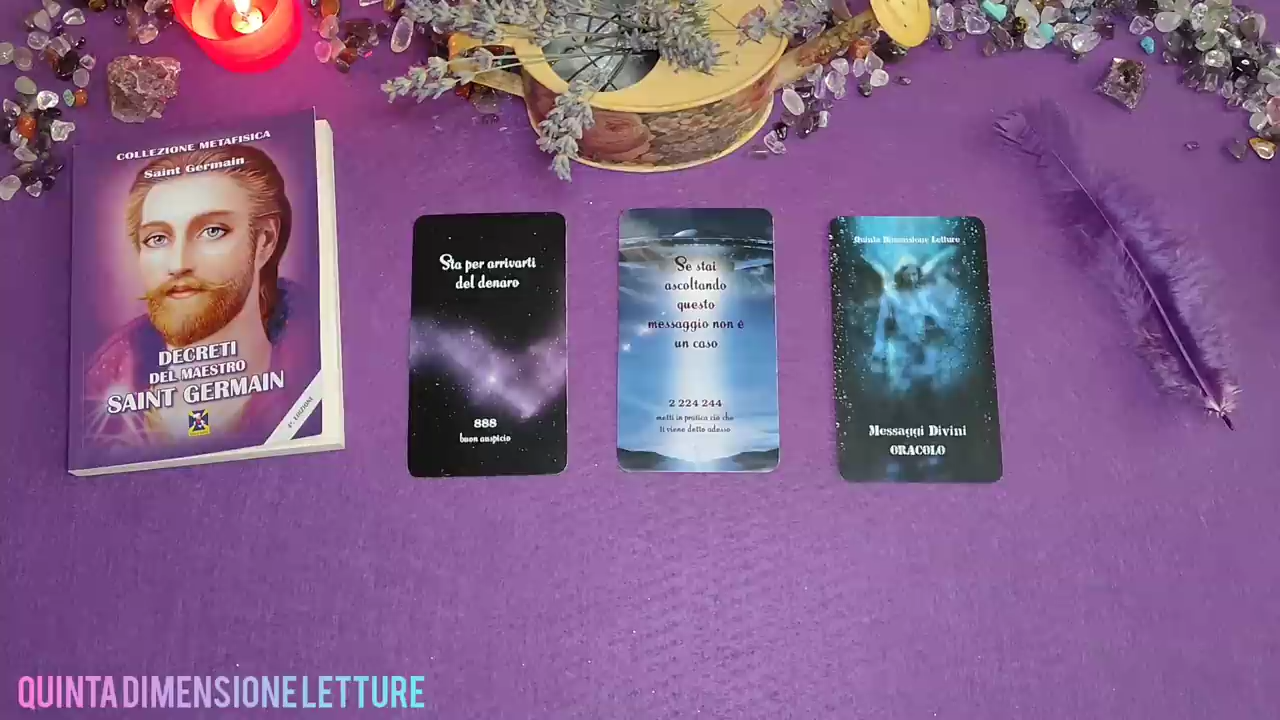 COLLEZIONE METAFISICA
Saint Germain
DECRETI
DEL MAESTRO
SAINT GERMAIN
4ª EDIZIONE
Sta per arrivarti
del denaro
888
buon auspicio
Se stai
ascoltando
questo
messaggio non è
un caso
2 224 244
metti in pratica ciò che
ti viene detto adesso
Quinta Dimensione Letture
Messaggi Divini
ORACOLO
QUINTA DIMENSIONE LETTURE